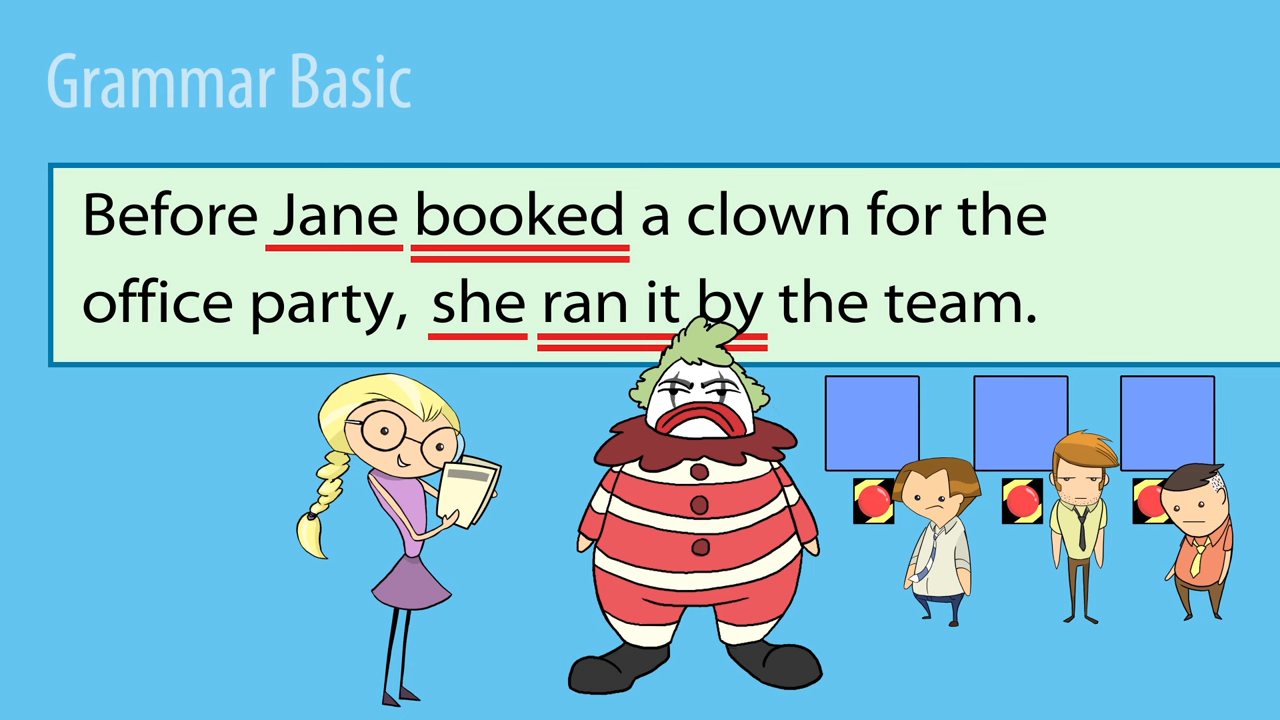 Grammar Basic
Before Jane booked a clown for the
office party, she ran it by the team.